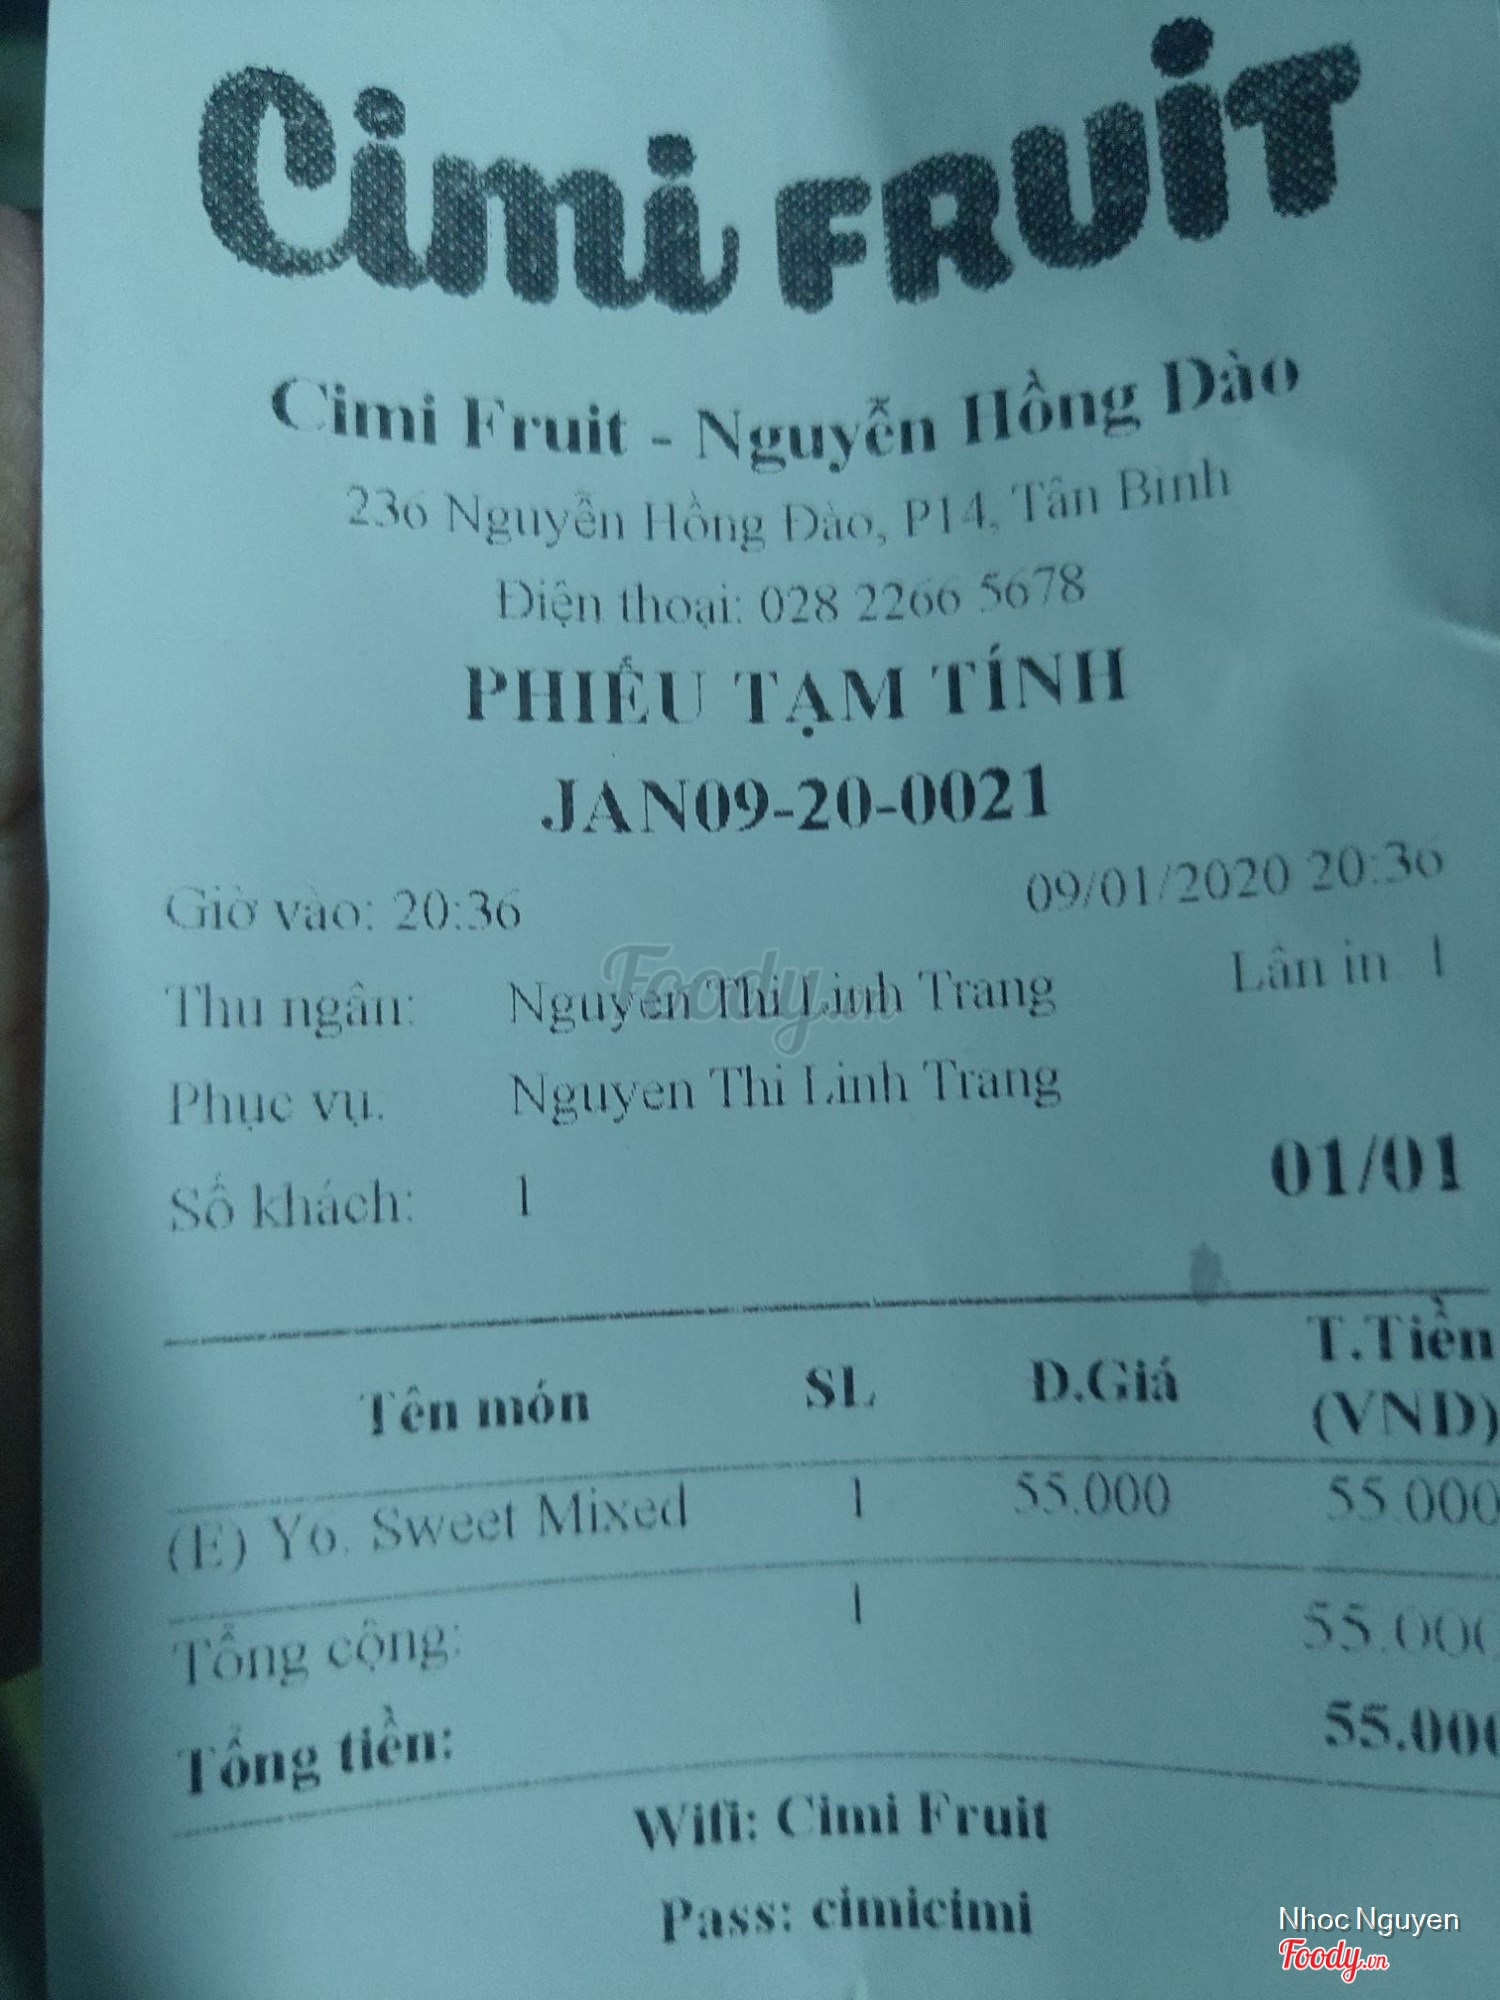 Cimi FRUIT
Cimi Fruit - Nguyễn Hồng Đào
236 Nguyễn Hồng Đào, P14, Tân Bình
Điện thoại: 028 2266 5678
PHIẾU TẠM TÍNH
JAN09-20-0021
Giờ vào: 20:36 09/01/2020 20:36
Thu ngân: Nguyen Thi Linh Trang Lần in 1
Phục vụ: Nguyen Thi Linh Trang
Số khách: 1 01/01
Tên món SL Đ.Giá T.Tiền (VND)
(E) Yo. Sweet Mixed 1 55.000 55.000
Tổng cộng: 1 55.000
Tổng tiền: 55.000
Wifi: Cimi Fruit
Pass: cimicimi
Foody.vn
Nhoc Nguyen
Foody.vn